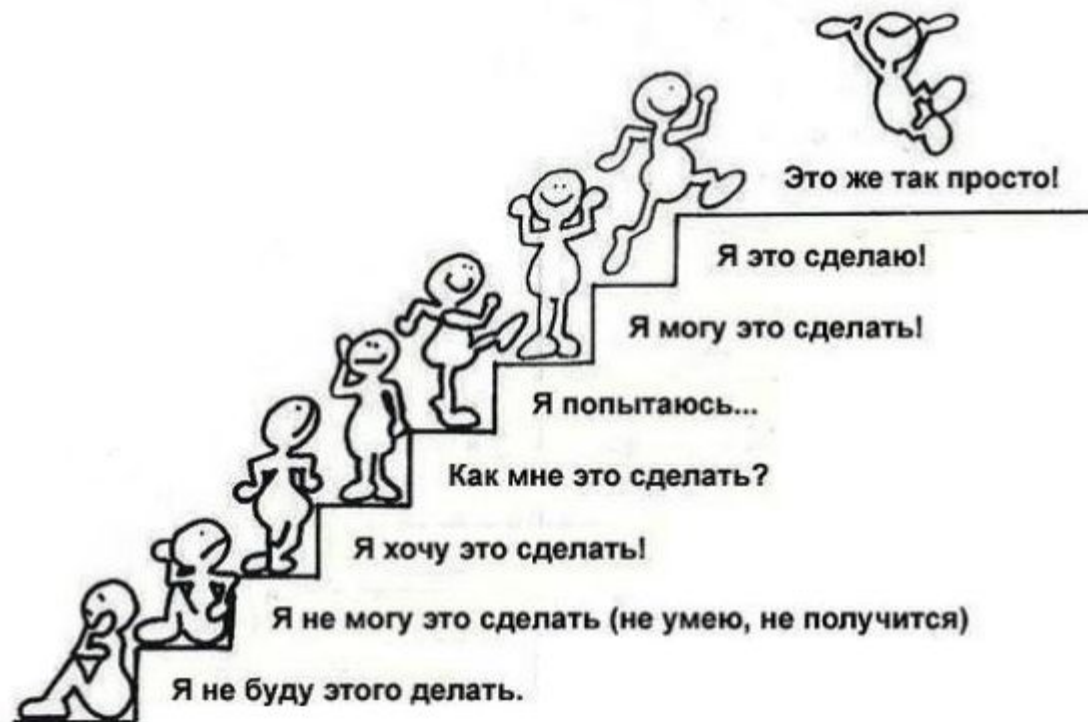 Это же так просто!
Я это сделаю!
Я могу это сделать!
Я попытаюсь...
Как мне это сделать?
Я хочу это сделать!
Я не могу это сделать (не умею, не получится)
Я не буду этого делать.